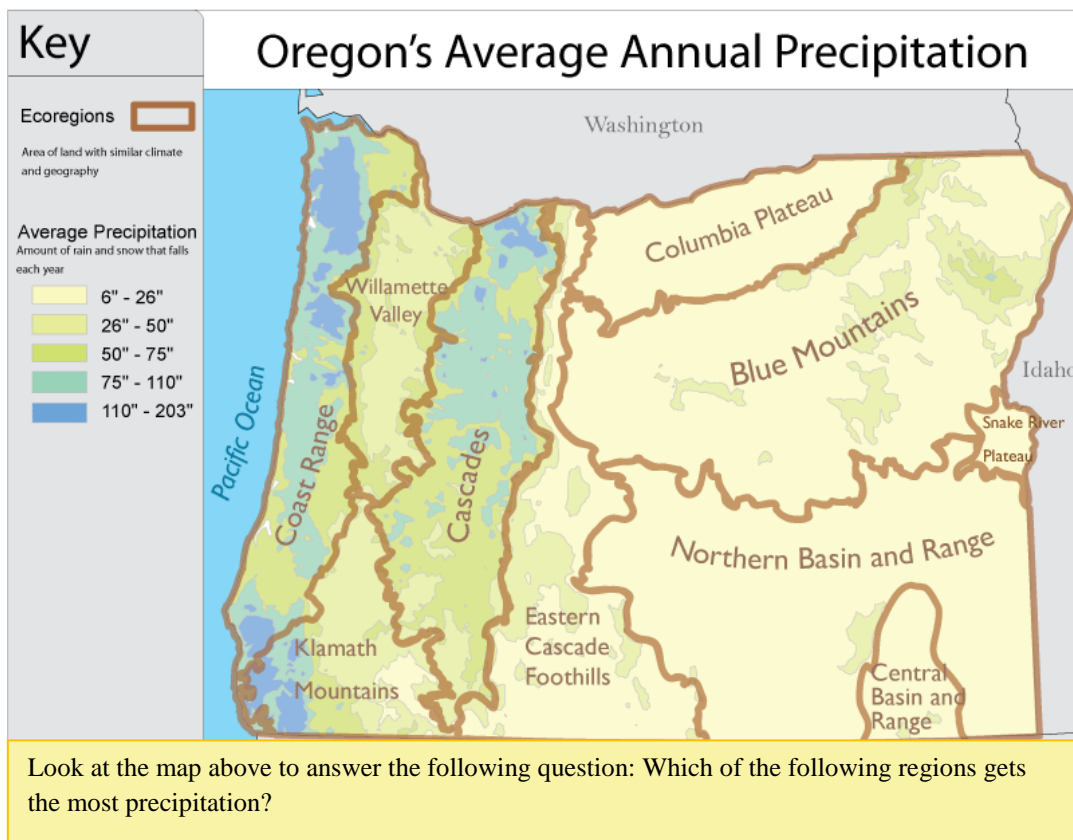 Key
Oregon's Average Annual Precipitation
Ecoregions
Area of land with similar climate
and geography
Average Precipitation
Amount of rain and snow that falls
each year
6" - 26"
26" - 50"
50" - 75"
75" - 110"
110" - 203"
Washington
Columbia Plateau
Willamette
Valley
Blue Mountains
Idaho
Pacific Ocean
Coast Range
Cascades
Snake River
Plateau
Northern Basin and Range
Eastern
Cascade
Foothills
Klamath
Mountains
Central
Basin and
Range
Look at the map above to answer the following question: Which of the following regions gets
the most precipitation?